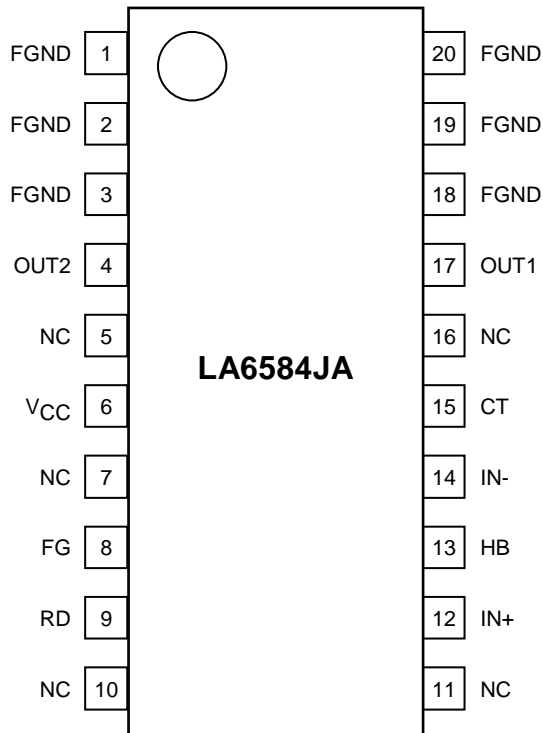 FGND 1 20 FGND
FGND 2 19 FGND
FGND 3 18 FGND
OUT2 4 17 OUT1
NC 5 16 NC
LA6584JA
VCC 6 15 CT
NC 7 14 IN-
FG 8 13 HB
RD 9 12 IN+
NC 10 11 NC